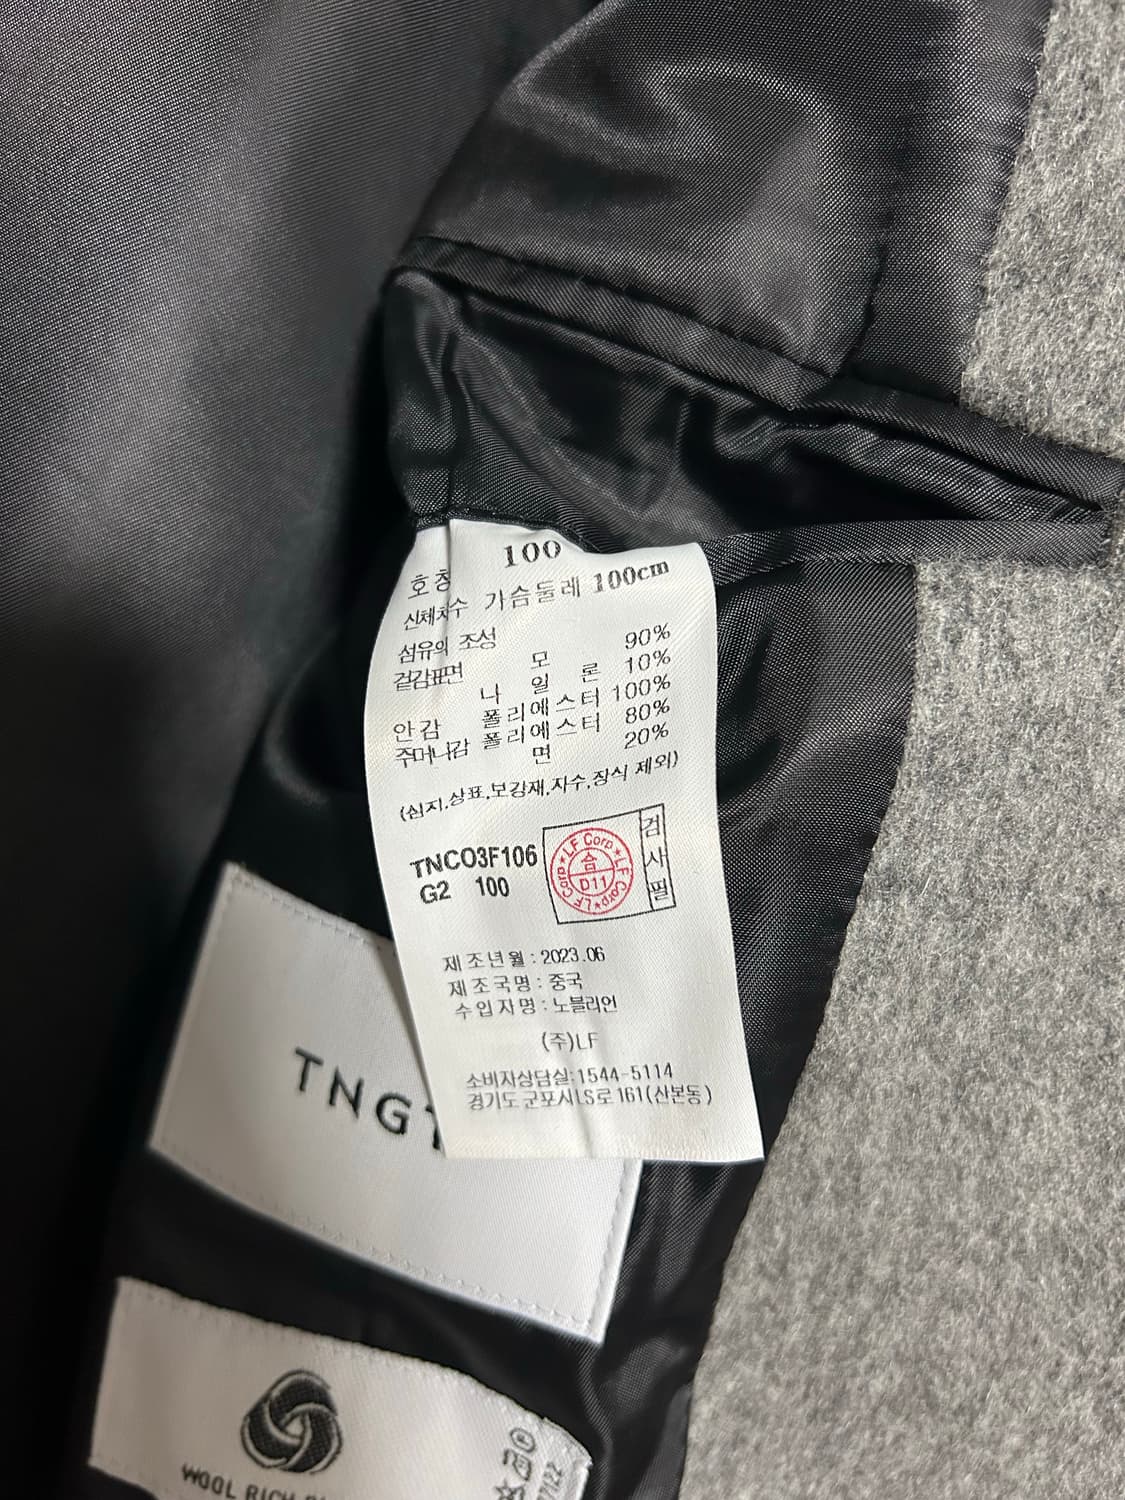 호칭 100
신체치수 가슴둘레 100cm
섬유의 조성
겉감표면 모 90%
나일론 10%
안감 폴리에스터 100%
주머니감 폴리에스터 80%
면 20%
(심지,상표,보강재,자수,장식 제외)
TNCO3F106
G2 100
LF Corp★LF Corp★LF Corp★
합
D11
검사필
제조년월:2023.06
제조국명:중국
수입자명:노블리언
(주)LF
소비자상담실:1544-5114
경기도 군포시LS로 161(산본동)
TNGT
WOOL RICH